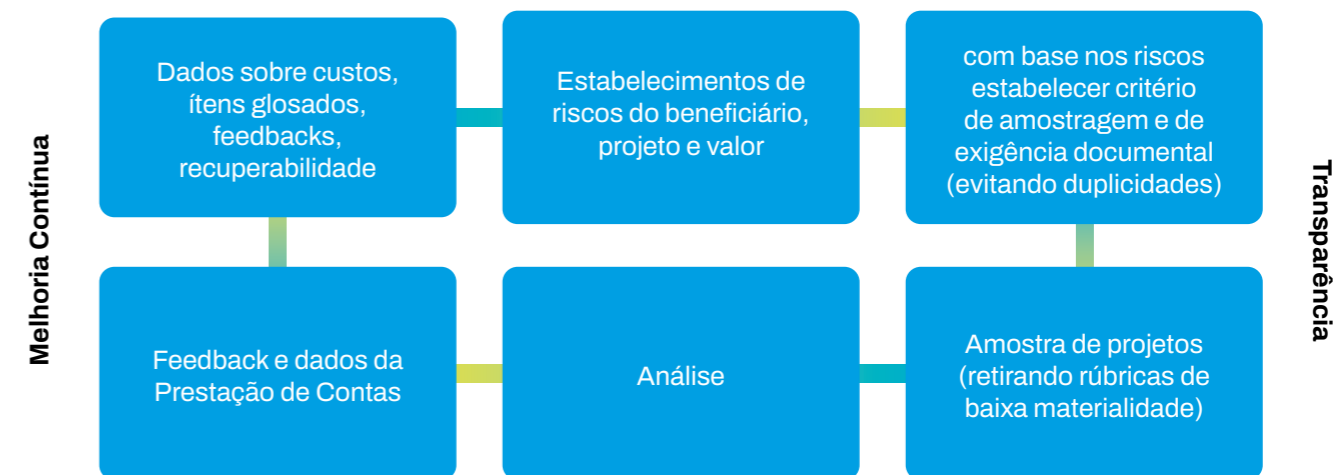 Melhoria Contínua
Dados sobre custos,
ítens glosados,
feedbacks,
recuperabilidade
Estabelecimentos de
riscos do beneficiário,
projeto e valor
com base nos riscos
estabelecer critério
de amostragem e de
exigência documental
(evitando duplicidades)
Feedback e dados da
Prestação de Contas
Análise
Amostra de projetos
(retirando rúbricas de
baixa materialidade)
Transparência